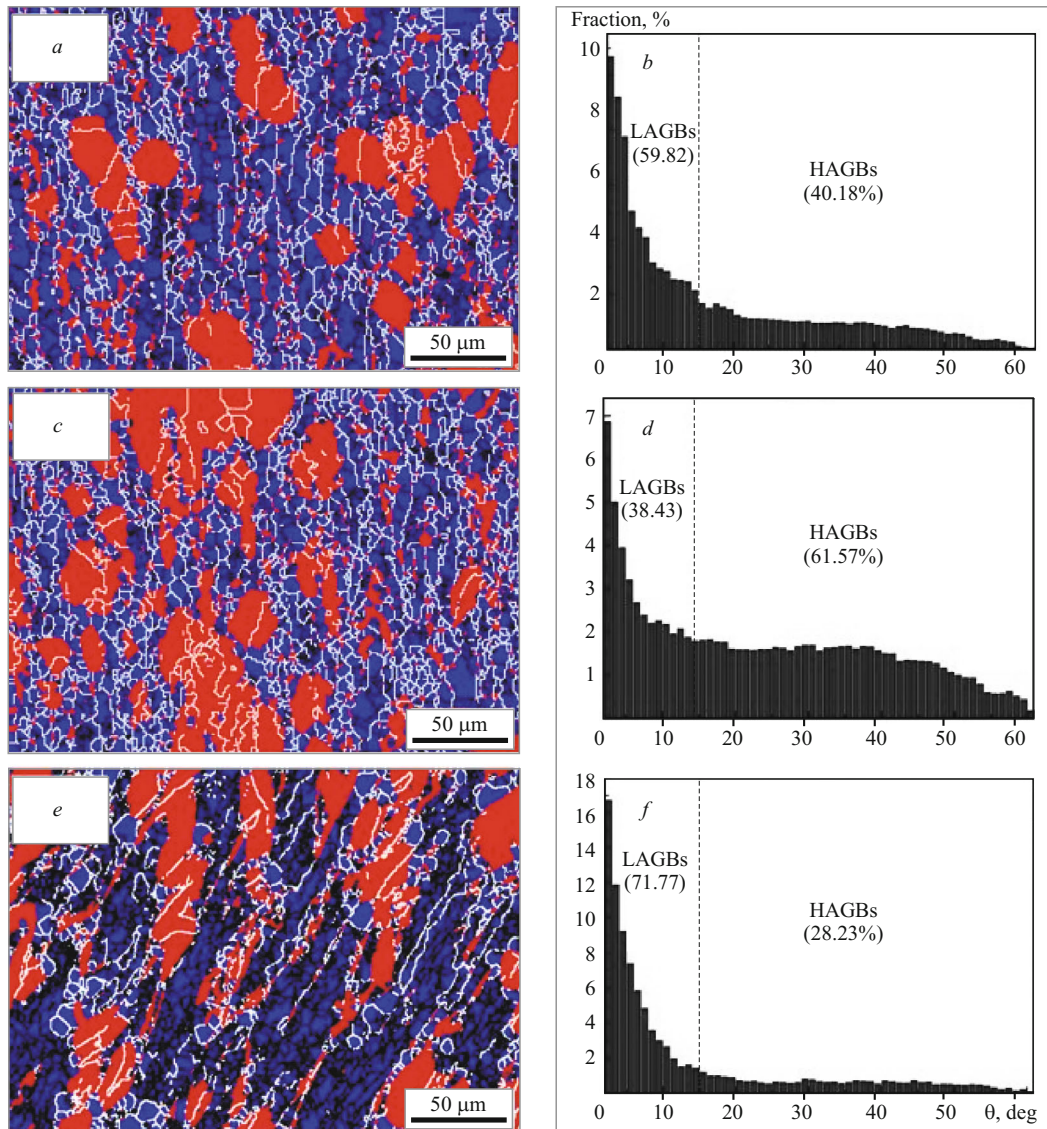 a
50 μm
Fraction, %
b
10
8
6
4
2
LAGBs
(59.82)
HAGBs
(40.18%)
0 10 20 30 40 50 60
c
50 μm
d
7
6
5
4
3
2
1
LAGBs
(38.43)
HAGBs
(61.57%)
0 10 20 30 40 50 60
e
50 μm
f
18
16
14
12
10
8
6
4
2
LAGBs
(71.77)
HAGBs
(28.23%)
0 10 20 30 40 50 θ, deg